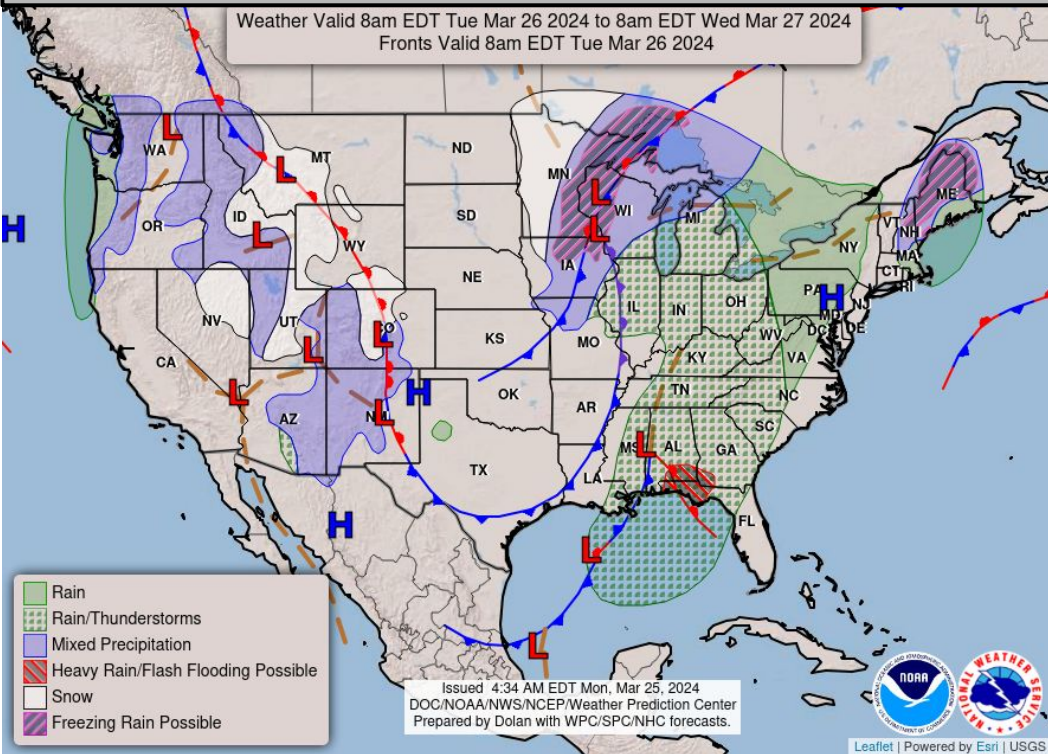 Weather Valid 8am EDT Tue Mar 26 2024 to 8am EDT Wed Mar 27 2024
Fronts Valid 8am EDT Tue Mar 26 2024
L
WA
L
MT
ND
MN
L
ME
OR
ID
L
SD
WI
MI
VT
NH
H
WY
L
NY
MA
CT
RI
NE
IA
PA
H
NJ
NV
UT
CO
L
IL
IN
OH
MD
DC
DE
L
KS
MO
WV
VA
CA
KY
L
H
OK
TN
NC
AZ
NM
L
AR
SC
MS
L
AL
GA
TX
LA
H
FL
L
L
Rain
Rain/Thunderstorms
Mixed Precipitation
Heavy Rain/Flash Flooding Possible
Snow
Freezing Rain Possible
Issued 4:34 AM EDT Mon, Mar 25, 2024
DOC/NOAA/NWS/NCEP/Weather Prediction Center
Prepared by Dolan with WPC/SPC/NHC forecasts.
NOAA
NATIONAL WEATHER SERVICE
Leaflet | Powered by Esri | USGS